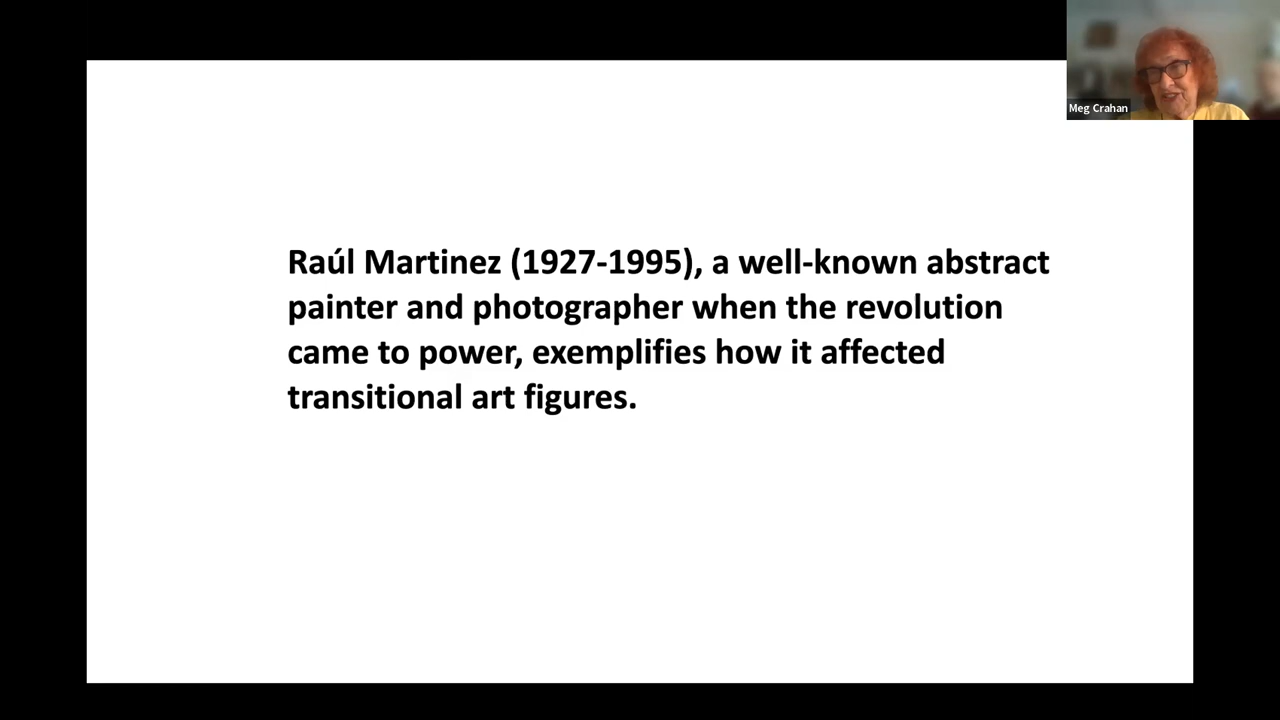 Meg Crahan
Raúl Martinez (1927-1995), a well-known abstract
painter and photographer when the revolution
came to power, exemplifies how it affected
transitional art figures.